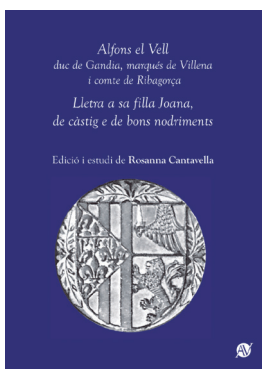 Alfons el Vell
duc de Gandia, marqués de Villena
i comte de Ribagorça
Lletra a sa filla Joana,
de càstig e de bons nodriments
Edició i estudi de Rosanna Cantavella
AV